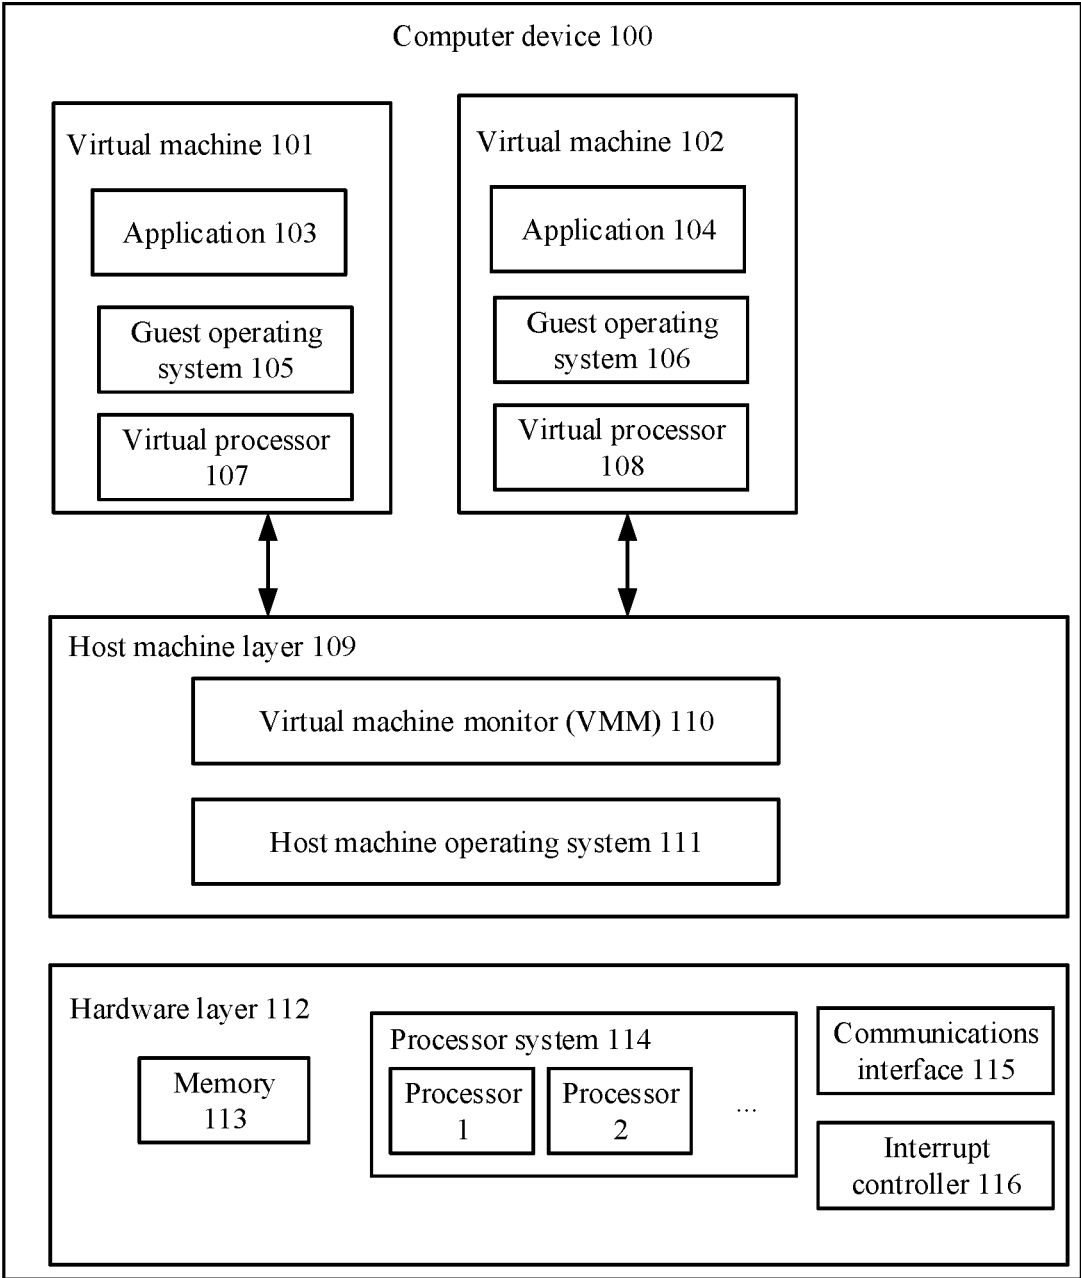 Computer device 100
Virtual machine 101
Application 103
Guest operating
system 105
Virtual processor
107
Virtual machine 102
Application 104
Guest operating
system 106
Virtual processor
108
Host machine layer 109
Virtual machine monitor (VMM) 110
Host machine operating system 111
Hardware layer 112
Memory
113
Processor system 114
Processor
1
Processor
2
...
Communications
interface 115
Interrupt
controller 116